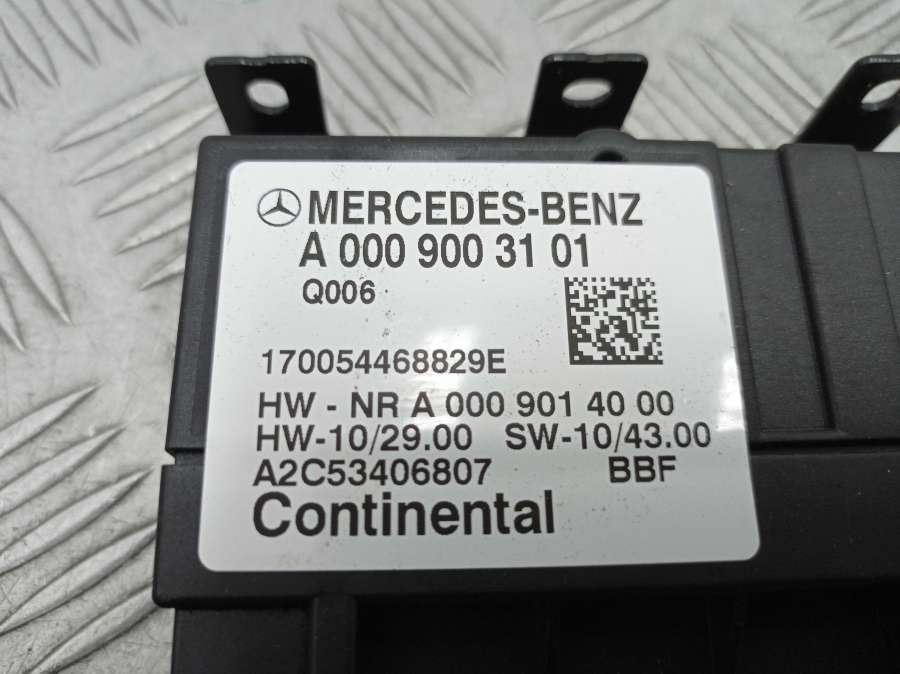 MERCEDES-BENZ
A 000 900 31 01
Q006
170054468829E
HW - NR A 000 901 40 00
HW-10/29.00 SW-10/43.00
A2C53406807 BBF
Continental